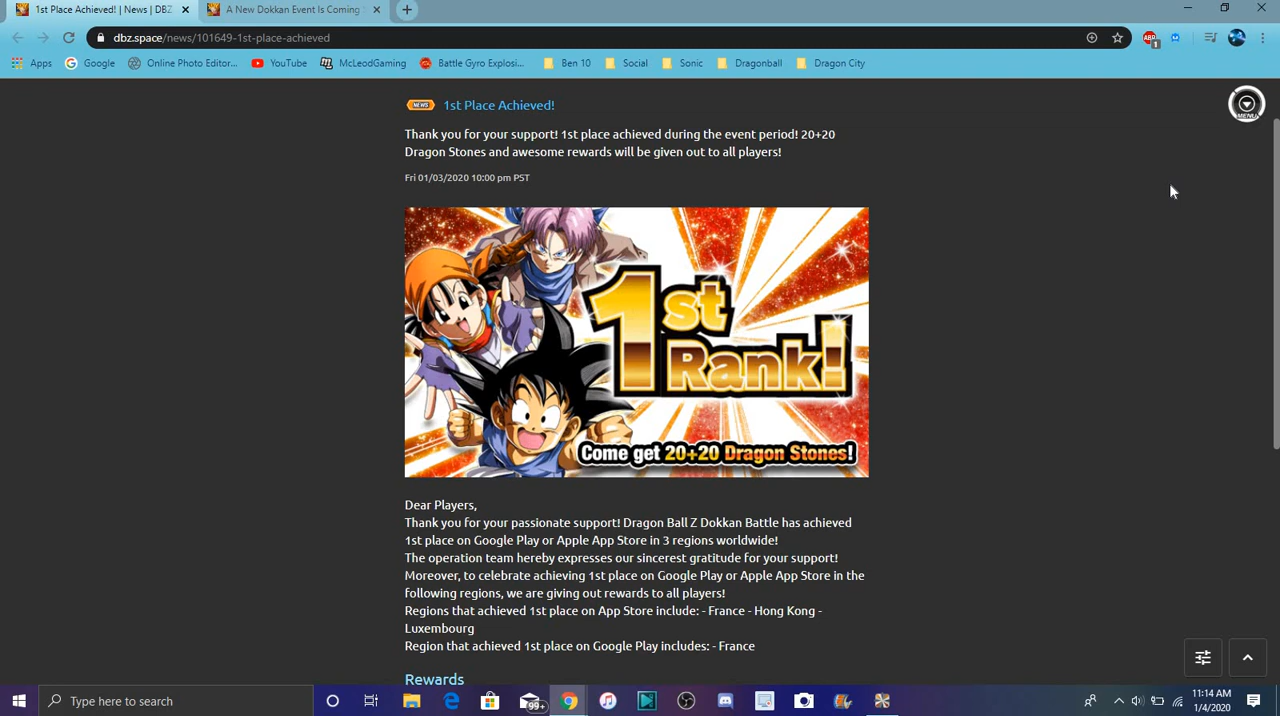 1st Place Achieved! | News | DBZ
A New Dokkan Event Is Coming
dbz.space/news/101649-1st-place-achieved
ABP
1
Apps
Google
Online Photo Editor...
YouTube
McLeodGaming
Battle Gyro Explosi...
Ben 10
Social
Sonic
Dragonball
Dragon City
NEWS
1st Place Achieved!
MENU
Thank you for your support! 1st place achieved during the event period! 20+20
Dragon Stones and awesome rewards will be given out to all players!
Fri 01/03/2020 10:00 pm PST
1st
Rank!
Come get 20+20 Dragon Stones!
Dear Players,
Thank you for your passionate support! Dragon Ball Z Dokkan Battle has achieved
1st place on Google Play or Apple App Store in 3 regions worldwide!
The operation team hereby expresses our sincerest gratitude for your support!
Moreover, to celebrate achieving 1st place on Google Play or Apple App Store in the
following regions, we are giving out rewards to all players!
Regions that achieved 1st place on App Store include: - France - Hong Kong -
Luxembourg
Region that achieved 1st place on Google Play includes: - France
Rewards
Type here to search
99+
11:14 AM
1/4/2020